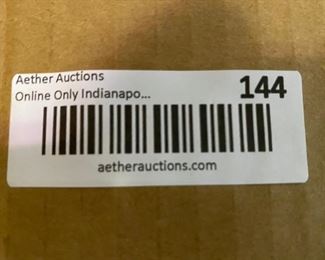 Aether Auctions
Online Only Indianapo... 144
aetherauctions.com